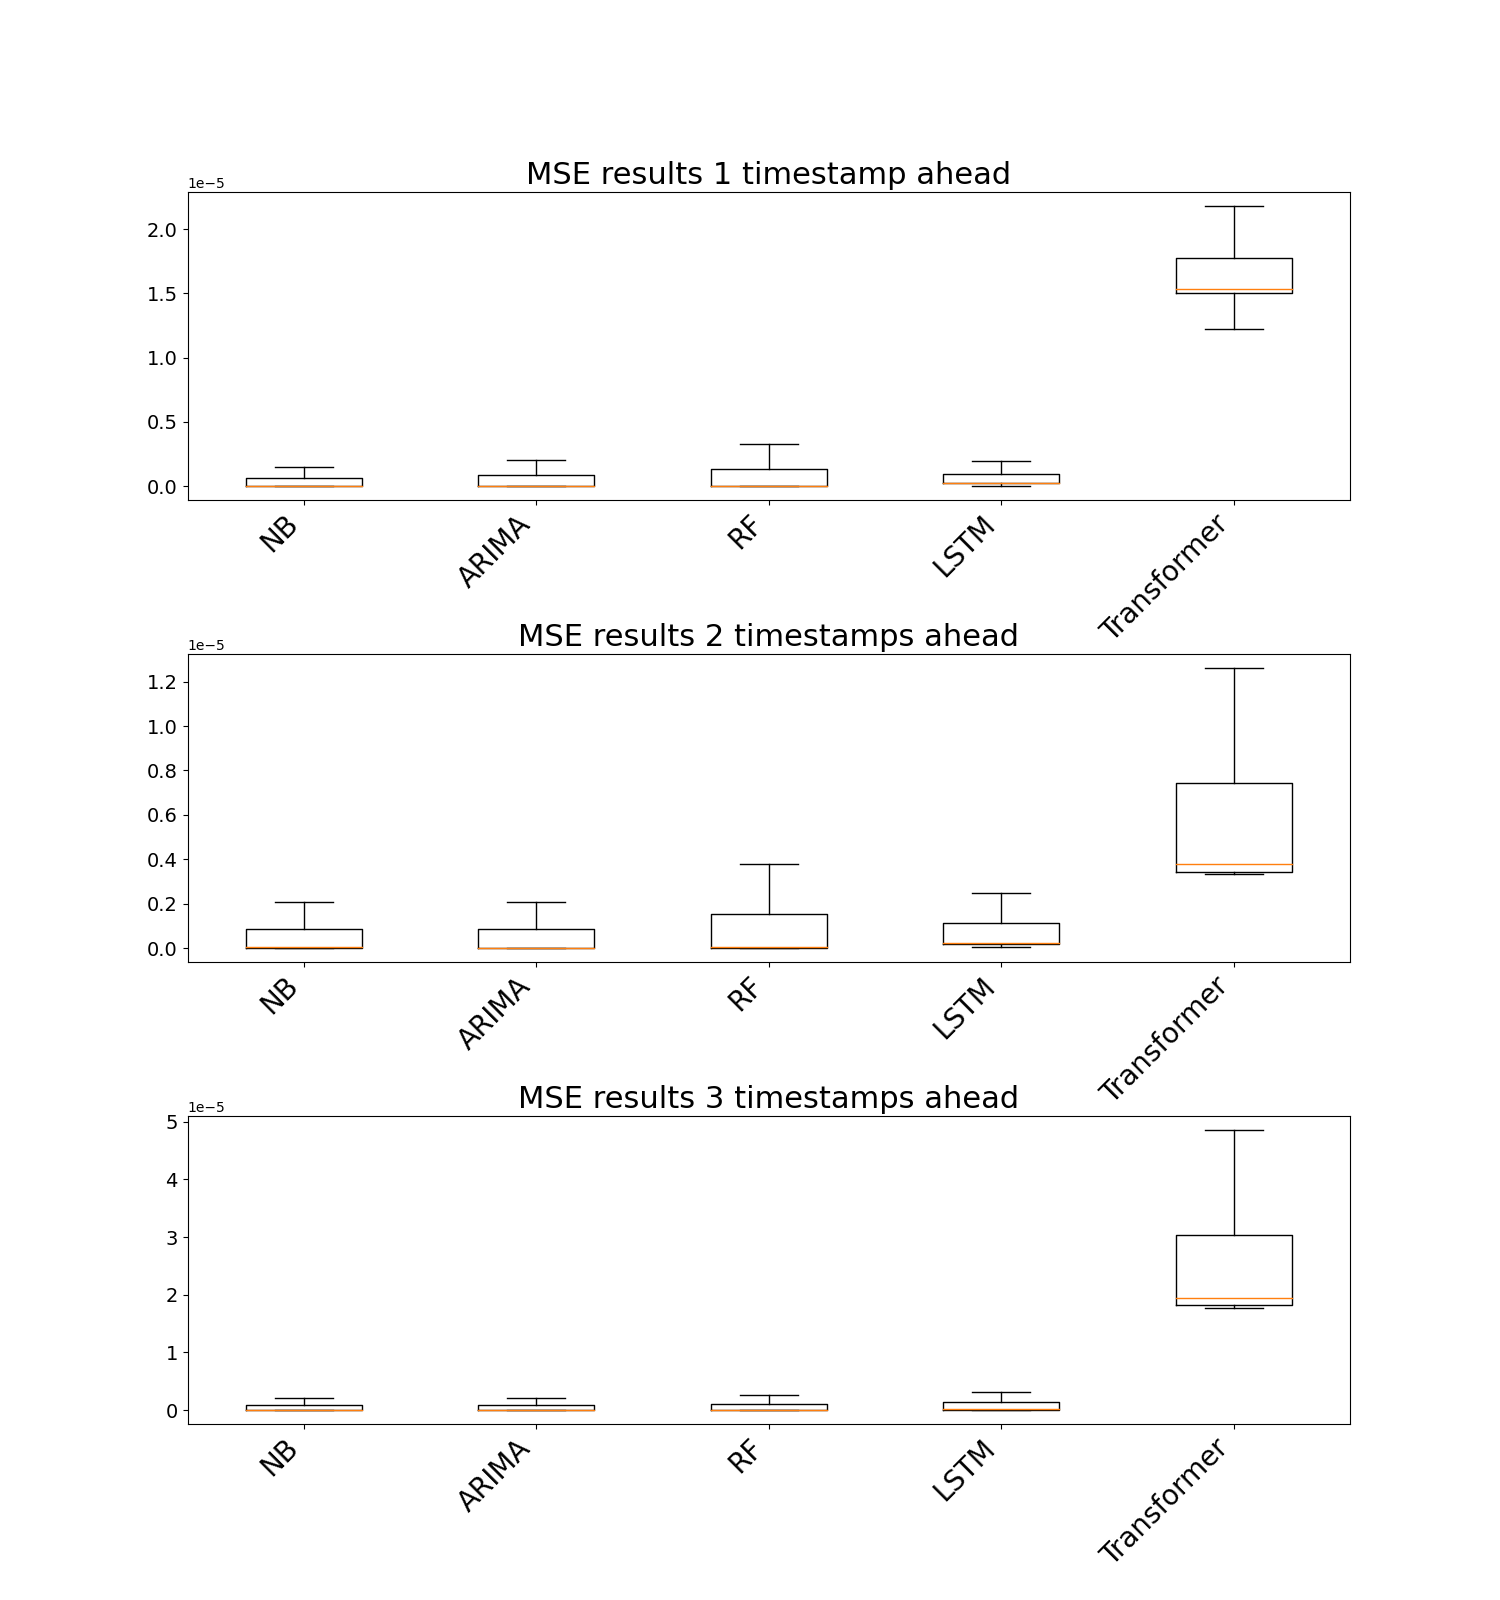 MSE results 1 timestamp ahead
1e−5
2.0
1.5
1.0
0.5
0.0
NB
ARIMA
RF
LSTM
Transformer
MSE results 2 timestamps ahead
1e−5
1.2
1.0
0.8
0.6
0.4
0.2
0.0
NB
ARIMA
RF
LSTM
Transformer
MSE results 3 timestamps ahead
1e−5
5
4
3
2
1
0
NB
ARIMA
RF
LSTM
Transformer